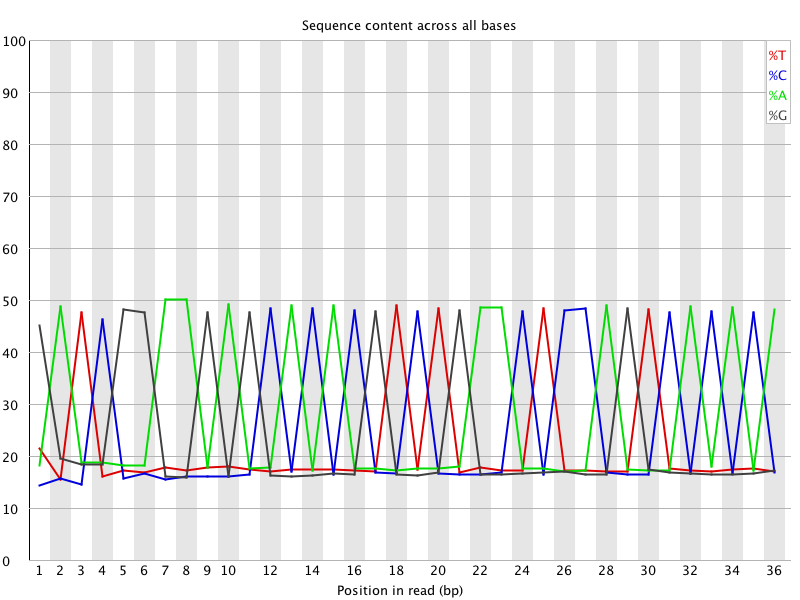 Sequence content across all bases
100
90
80
70
60
50
40
30
20
10
0
%T
%C
%A
%G
1 2 3 4 5 6 7 8 9 10 12 14 16 18 20 22 24 26 28 30 32 34 36
Position in read (bp)